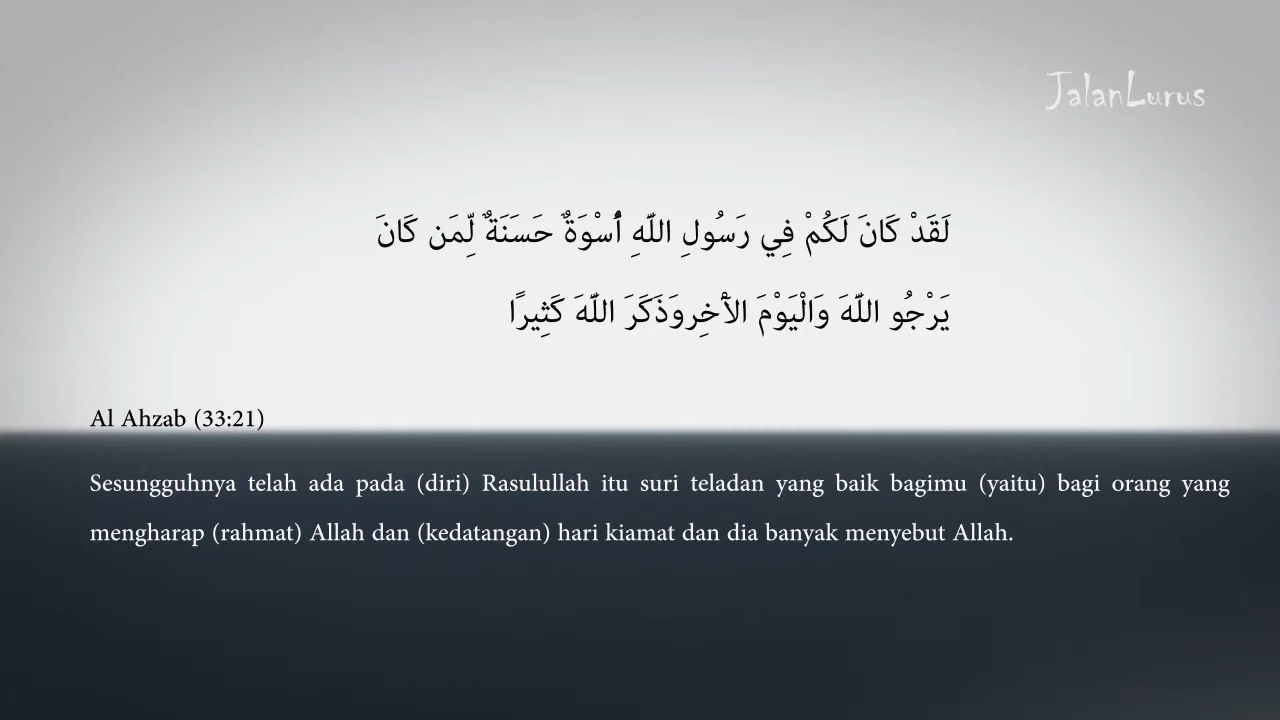 JalanLurus
لَقَدْ كَانَ لَكُمْ فِي رَسُولِ اللَّهِ أُسْوَةٌ حَسَنَةٌ لِّمَن كَانَ
يَرْجُو اللَّهَ وَالْيَوْمَ الْآخِروَذَكَرَ اللَّهَ كَثِيرًا
Al Ahzab (33:21)
Sesungguhnya telah ada pada (diri) Rasulullah itu suri teladan yang baik bagimu (yaitu) bagi orang yang
mengharap (rahmat) Allah dan (kedatangan) hari kiamat dan dia banyak menyebut Allah.